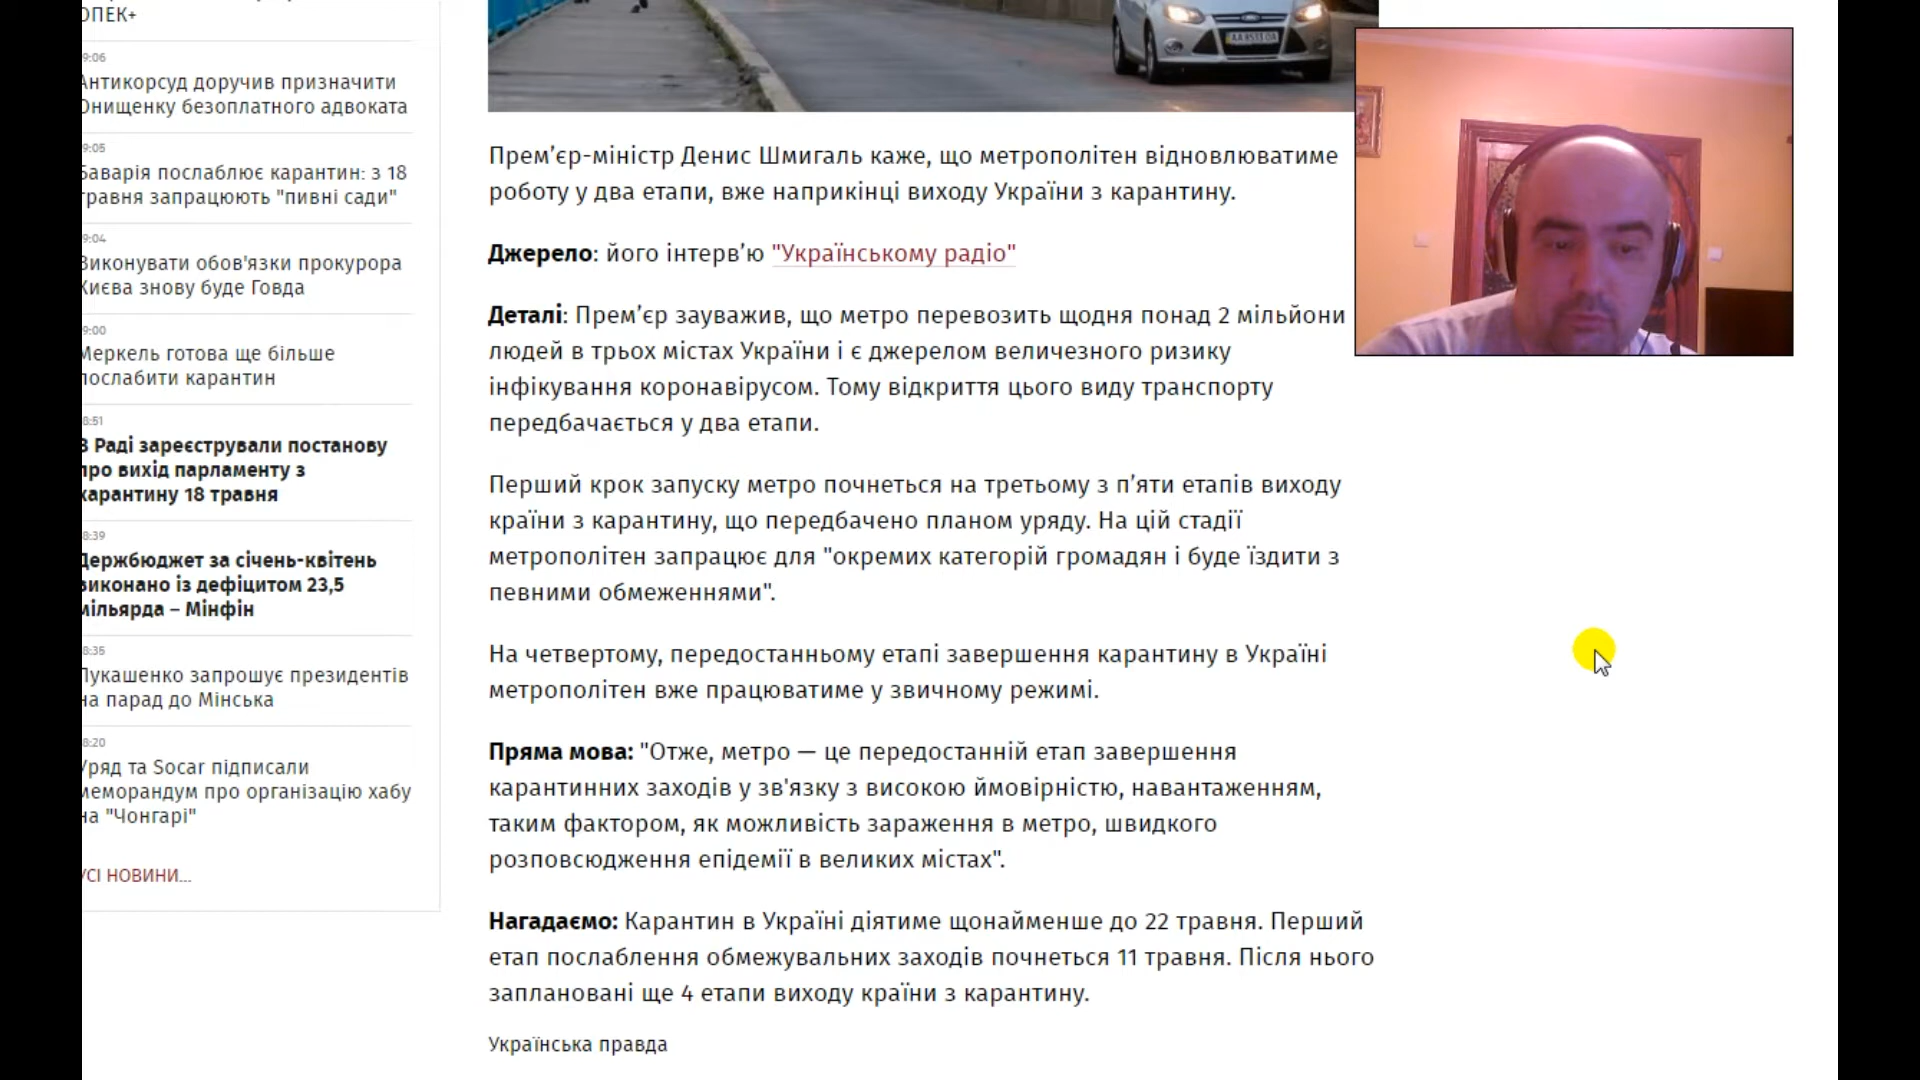 ОПЕК+
9:06
Антикорсуд доручив призначити
Онищенку безоплатного адвоката
9:05
Баварія послаблює карантин: з 18
травня запрацюють "пивні сади"
9:04
Виконувати обов'язки прокурора
Києва знову буде Говда
9:00
Меркель готова ще більше
послабити карантин
8:51
В Раді зареєстрували постанову
про вихід парламенту з
карантину 18 травня
8:39
Держбюджет за січень-квітень
виконано із дефіцитом 23,5
мільярда – Мінфін
8:35
Лукашенко запрошує президентів
на парад до Мінська
8:20
Уряд та Socar підписали
меморандум про організацію хабу
на "Чонгарі"
УСІ НОВИНИ...
Прем’єр-міністр Денис Шмигаль каже, що метрополітен відновлюватиме
роботу у два етапи, вже наприкінці виходу України з карантину.
Джерело: його інтерв’ю "Українському радіо"
Деталі: Прем’єр зауважив, що метро перевозить щодня понад 2 мільйони
людей в трьох містах України і є джерелом величезного ризику
інфікування коронавірусом. Тому відкриття цього виду транспорту
передбачається у два етапи.
Перший крок запуску метро почнеться на третьому з п’яти етапів виходу
країни з карантину, що передбачено планом уряду. На цій стадії
метрополітен запрацює для "окремих категорій громадян і буде їздити з
певними обмеженнями".
На четвертому, передостанньому етапі завершення карантину в Україні
метрополітен вже працюватиме у звичному режимі.
Пряма мова: "Отже, метро — це передостанній етап завершення
карантинних заходів у зв'язку з високою ймовірністю, навантаженням,
таким фактором, як можливість зараження в метро, швидкого
розповсюдження епідемії в великих містах".
Нагадаємо: Карантин в Україні діятиме щонайменше до 22 травня. Перший
етап послаблення обмежувальних заходів почнеться 11 травня. Після нього
заплановані ще 4 етапи виходу країни з карантину.
Українська правда